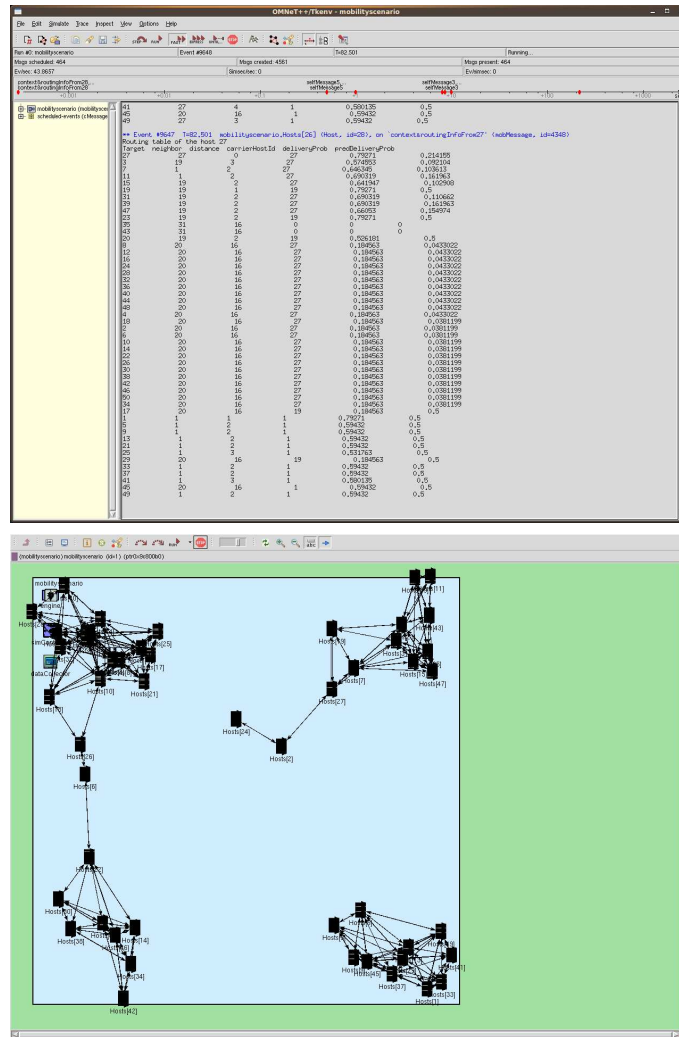 OMNeT++/Tkenv - mobilityscenario
File Edit Simulate Trace Inspect View Options Help
Run #0: mobilityscenario Event #9648 T=82.501 Running...
Msgs scheduled: 464 Msgs created: 4561 Msgs present: 464
Ev/sec: 43.8657 Simsec/sec: 0 Ev/simsec: 0
selfMessage5 selfMessage3
41 27 4 1 0.580135 0.5
45 20 16 1 0.59432 0.5
49 27 3 1 0.59432 0.5
** Event #9647 T=82.501 mobilityscenario.Hosts[26] (Host, id=28), on `context&routingInfoFrom27' (mobMessage, id=4348)
Routing table of the host 27
Target neighbor distance carrierHostId deliveryProb predDeliveryProb
27 27 0 27 0.79271 0.214155
3 19 3 27 0.574553 0.092104
7 1 2 27 0.646345 0.103613
11 1 2 27 0.690319 0.161963
15 19 2 27 0.641947 0.102908
19 19 1 19 0.79271 0.5
31 19 2 27 0.690319 0.110662
39 19 2 27 0.690319 0.161963
47 19 2 27 0.66053 0.154974
23 19 2 19 0.79271 0.5
35 31 16 0 0 0
43 31 16 0 0 0
20 19 2 19 0.526181 0.5
8 20 16 27 0.184563 0.0433022
12 20 16 27 0.184563 0.0433022
16 20 16 27 0.184563 0.0433022
24 20 16 27 0.184563 0.0433022
28 20 16 27 0.184563 0.0433022
32 20 16 27 0.184563 0.0433022
36 20 16 27 0.184563 0.0433022
40 20 16 27 0.184563 0.0433022
44 20 16 27 0.184563 0.0433022
48 20 16 27 0.184563 0.0433022
4 20 16 27 0.184563 0.0433022
18 20 16 27 0.184563 0.0381199
2 20 16 27 0.184563 0.0381199
6 20 16 27 0.184563 0.0381199
10 20 16 27 0.184563 0.0381199
14 20 16 27 0.184563 0.0381199
22 20 16 27 0.184563 0.0381199
26 20 16 27 0.184563 0.0381199
30 20 16 27 0.184563 0.0381199
38 20 16 27 0.184563 0.0381199
42 20 16 27 0.184563 0.0381199
46 20 16 27 0.184563 0.0381199
50 20 16 27 0.184563 0.0381199
34 20 16 27 0.184563 0.0381199
17 20 16 19 0.184563 0.5
1 1 1 1 0.79271 0.5
5 1 2 1 0.59432 0.5
9 1 2 1 0.59432 0.5
13 1 2 1 0.59432 0.5
21 1 2 1 0.59432 0.5
25 1 3 1 0.531763 0.5
29 20 16 19 0.184563 0.5
33 1 2 1 0.59432 0.5
37 1 2 1 0.59432 0.5
41 1 3 1 0.580135 0.5
45 20 16 1 0.59432 0.5
49 1 2 1 0.59432 0.5
(mobilityscenario) mobilityscenario (id=1) (ptr0x9c800b0)
Hosts[43]
Hosts[25]
Hosts[17]
Hosts[7]
Hosts[47]
Hosts[10]
Hosts[21]
Hosts[27]
Hosts[24]
Hosts[26]
Hosts[2]
Hosts[6]
Hosts[38]
Hosts[14]
Hosts[34]
Hosts[42]
Hosts[45]
Hosts[37]
Hosts[33]
Hosts[1]